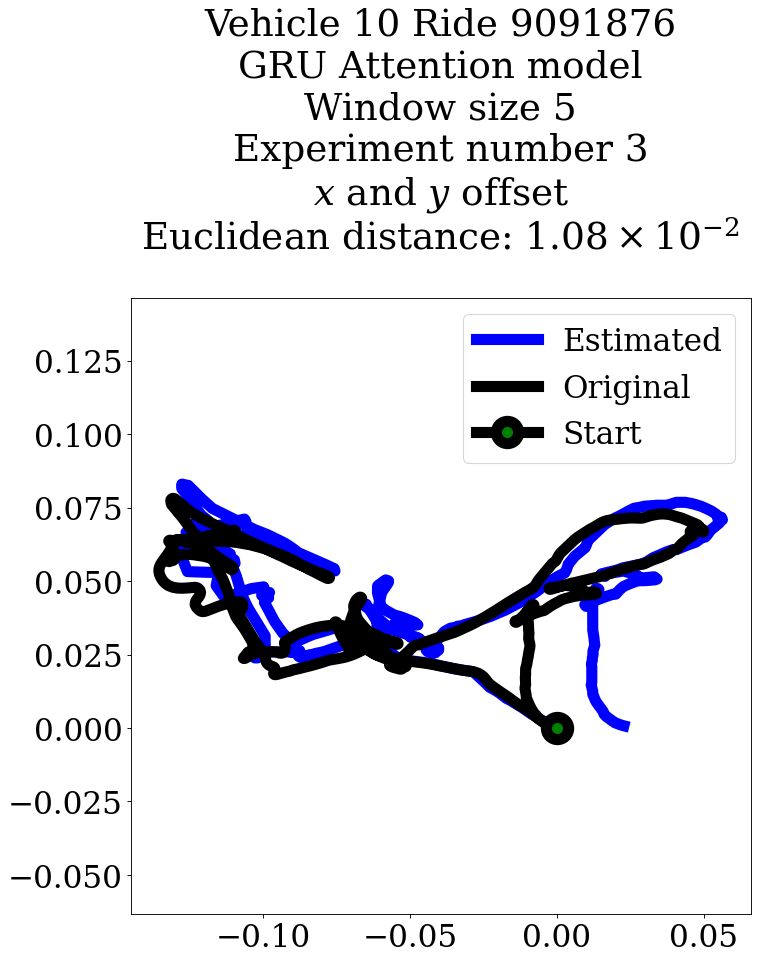 Vehicle 10 Ride 9091876
GRU Attention model
Window size 5
Experiment number 3
x and y offset
Euclidean distance: 1.08 × 10⁻²
Estimated
Original
Start
0.125
0.100
0.075
0.050
0.025
0.000
−0.025
−0.050
−0.10
−0.05
0.00
0.05